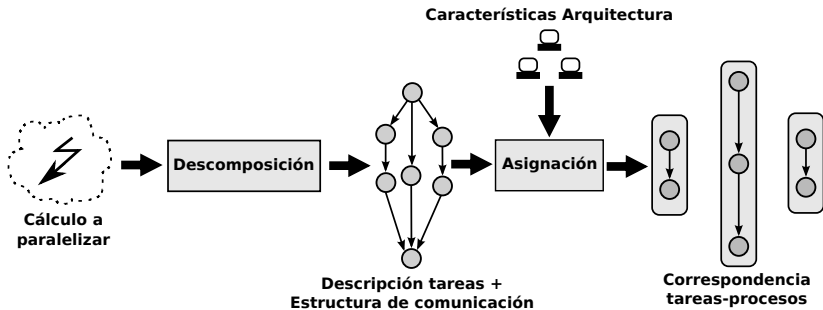 Características Arquitectura
Descomposición
Asignación
Cálculo a
paralelizar
Descripción tareas +
Estructura de comunicación
Correspondencia
tareas-procesos